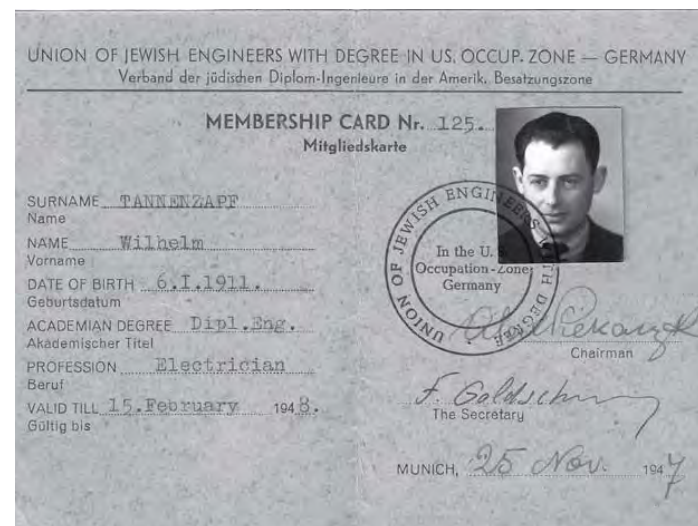 UNION OF JEWISH ENGINEERS WITH DEGREE IN US. OCCUP. ZONE — GERMANY
Verband der jüdischen Diplom-Ingenieure in der Amerik. Besatzungszone
MEMBERSHIP CARD Nr. 125.
Mitgliedskarte
SURNAME TANNENZAPF
Name
NAME Wilhelm
Vorname
DATE OF BIRTH 6.I.1911.
Geburtsdatum
ACADEMIAN DEGREE Dipl.Eng.
Akademischer Titel
PROFESSION Electrician
Beruf
VALID TILL 15.February 1948.
Gültig bis
UNION OF JEWISH ENGINEERS WITH DEGREE
In the U. S.
Occupation-Zone
Germany
Chairman
F.
The Secretary
MUNICH, 25 Nov. 1947